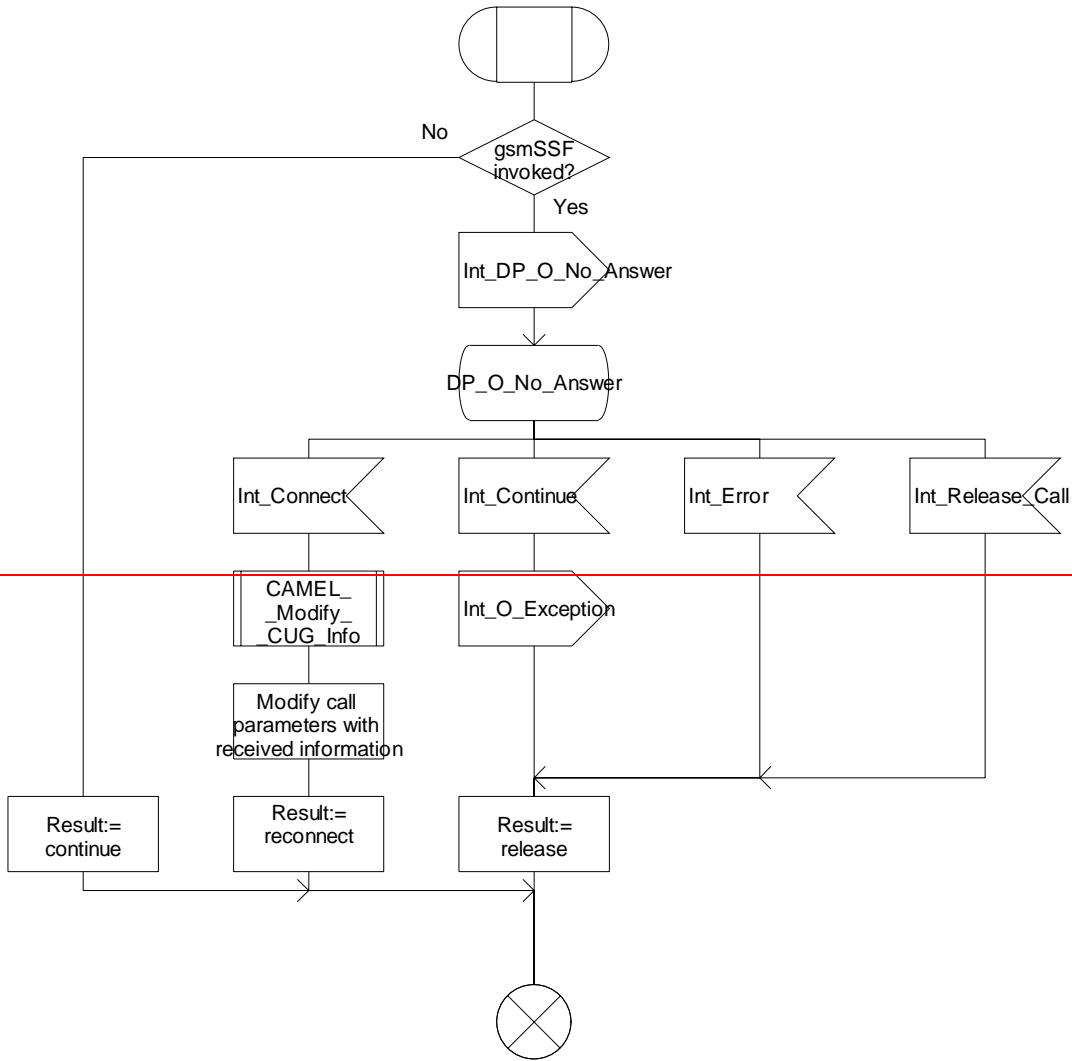 No
gsmSSF
invoked?
Yes
Int_DP_O_No_Answer
DP_O_No_Answer
Int_Connect
Int_Continue
Int_Error
Int_Release_Call
CAMEL_
_Modify_
_CUG_Info
Int_O_Exception
Modify call
parameters with
received information
Result:=
continue
Result:=
reconnect
Result:=
release